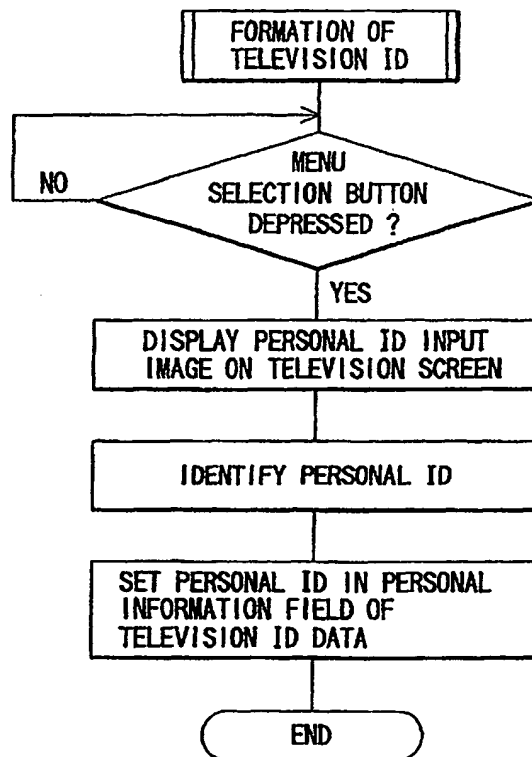 FORMATION OF
TELEVISION ID
MENU
SELECTION BUTTON
DEPRESSED ?
NO
YES
DISPLAY PERSONAL ID INPUT
IMAGE ON TELEVISION SCREEN
IDENTIFY PERSONAL ID
SET PERSONAL ID IN PERSONAL
INFORMATION FIELD OF
TELEVISION ID DATA
END